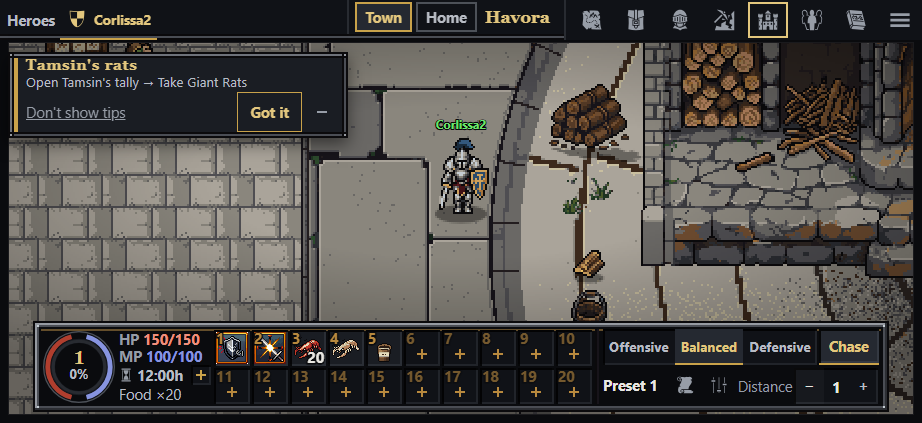 Heroes
Corlissa2
Town
Home
Havora
Tamsin's rats
Open Tamsin's tally → Take Giant Rats
Don't show tips
Got it
−
Corlissa2
1
0%
HP 150/150
MP 100/100
12:00h +
Food ×20
1 2 3 4 5 6 7 8 9 10
20
+ + + + +
11 12 13 14 15 16 17 18 19 20
+ + + + + + + + + +
Offensive
Balanced
Defensive
Chase
Preset 1
Distance
− 1 +